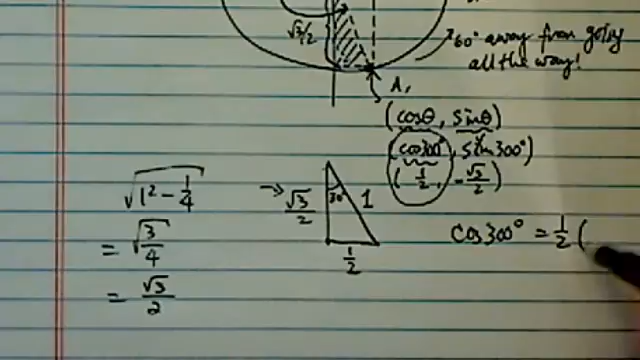 √3/2
60° away from going
all the way!
A,
(cosθ, sinθ)
(cos300°, sin300°)
(1/2, -√3/2)
√1²-1/4
= √3/4
= √3/2
→ √3/2
30°
1
1/2
cos300° = 1/2 (